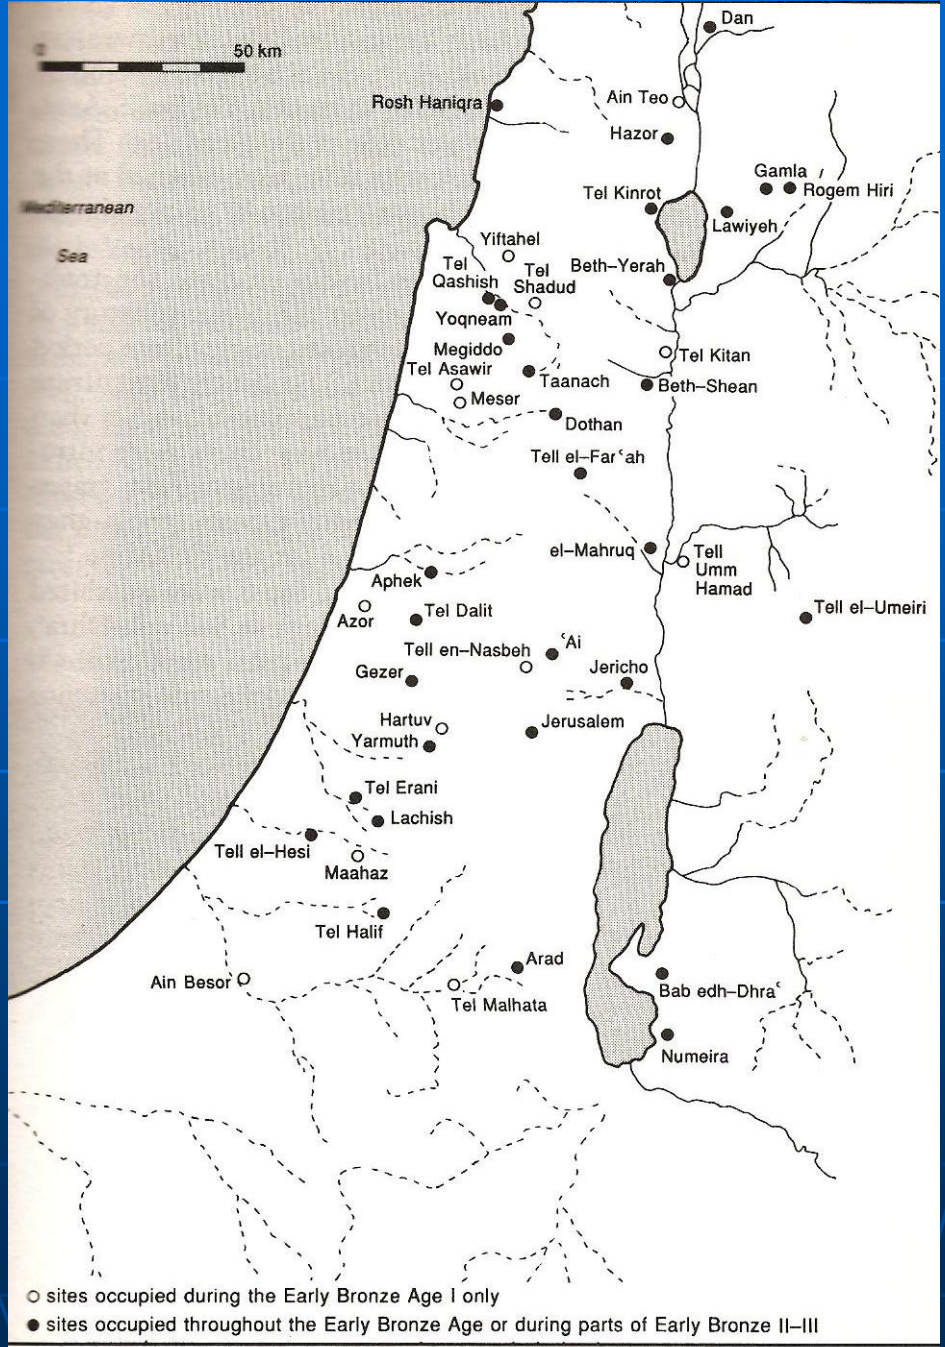 0
50 km
Dan
Ain Teo
Rosh Haniqra
Hazor
Gamla
Rogem Hiri
Tel Kinrot
Lawiyeh
Mediterranean
Sea
Yiftahel
Tel
Qashish
Tel
Shadud
Beth–Yerah
Yoqneam
Megiddo
Tel Kitan
Tel Asawir
Taanach
Beth–Shean
Meser
Dothan
Tell el–Farʿah
el–Mahruq
Tell
Umm
Hamad
Aphek
Azor
Tel Dalit
Tell el–Umeiri
Tell en–Nasbeh
ʿAi
Gezer
Jericho
Hartuv
Jerusalem
Yarmuth
Tel Erani
Lachish
Tell el–Hesi
Maahaz
Tel Halif
Arad
Ain Besor
Tel Malhata
Bab edh–Dhraʿ
Numeira
sites occupied during the Early Bronze Age I only
sites occupied throughout the Early Bronze Age or during parts of Early Bronze II–III